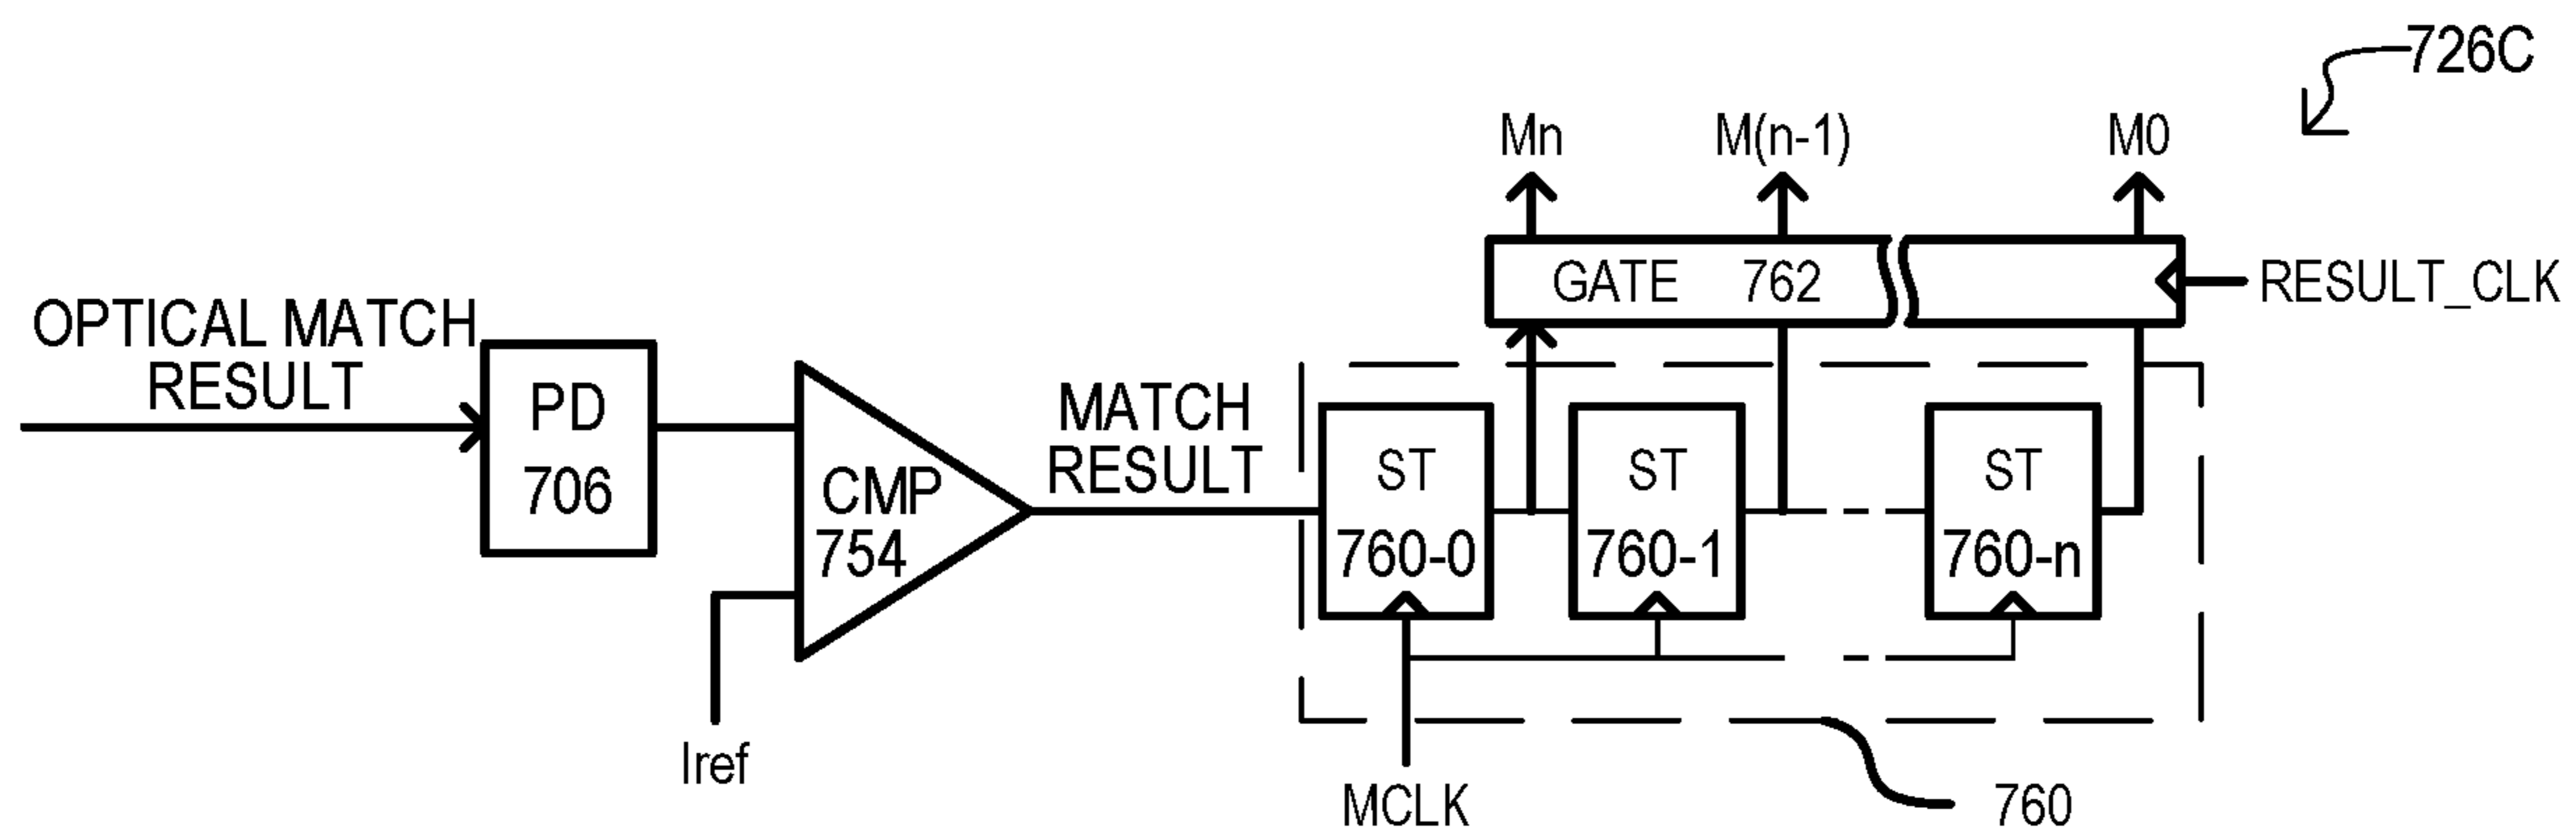 726C
Mn
M(n-1)
M0
GATE 762
RESULT_CLK
OPTICAL MATCH
RESULT
PD
706
CMP
754
Iref
MATCH
RESULT
ST
760-0
ST
760-1
ST
760-n
MCLK
760